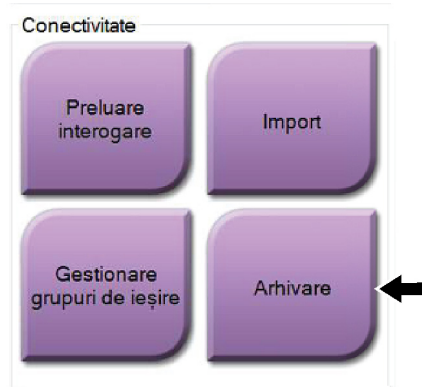 Conectivitate
Preluare
interogare
Import
Gestionare
grupuri de ieșire
Arhivare